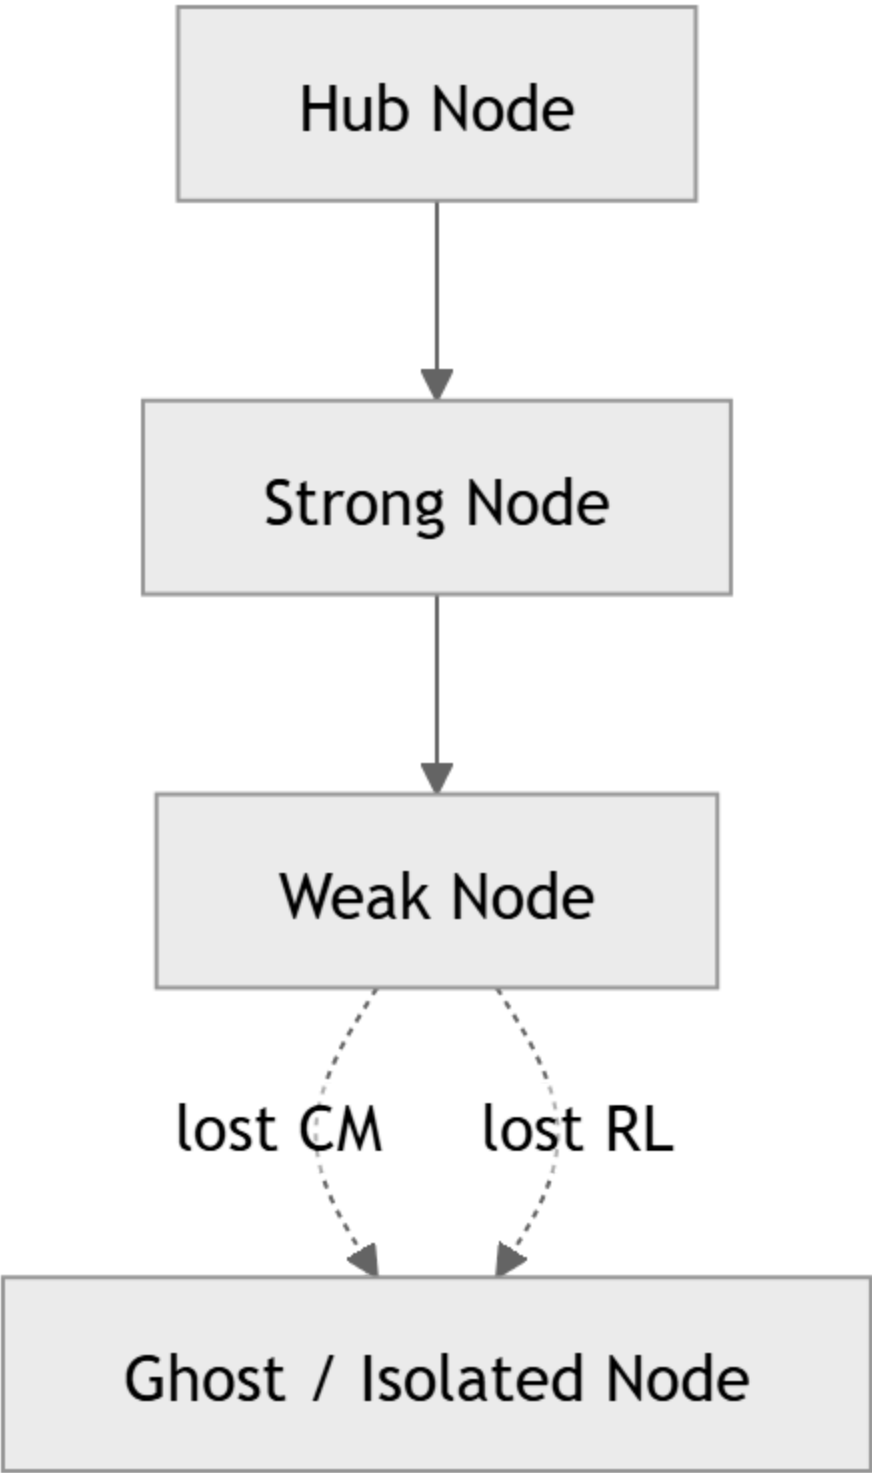 Hub Node
Strong Node
Weak Node
lost CM
lost RL
Ghost / Isolated Node